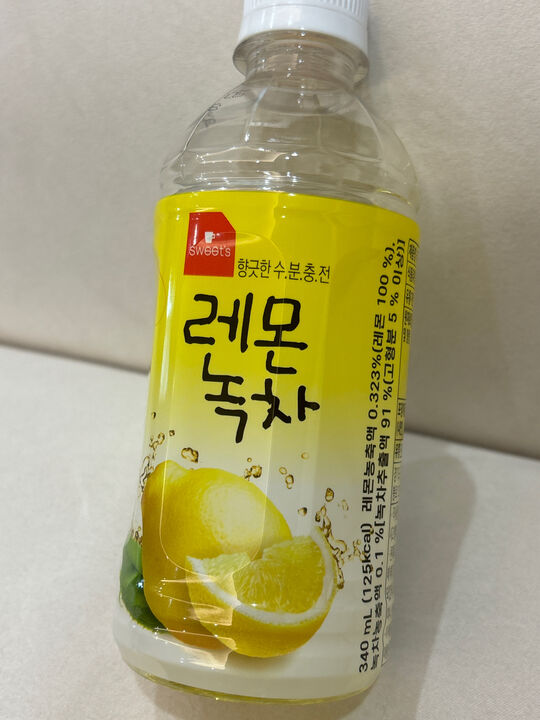 sweet's
향긋한 수.분.충.전
레몬
녹차
340 mL (125kcal) 레몬농축액 0.323%(레몬 100 %),
녹차농축액 0.1 %[녹차추출액 91 %(고형분 5 % 이상)]